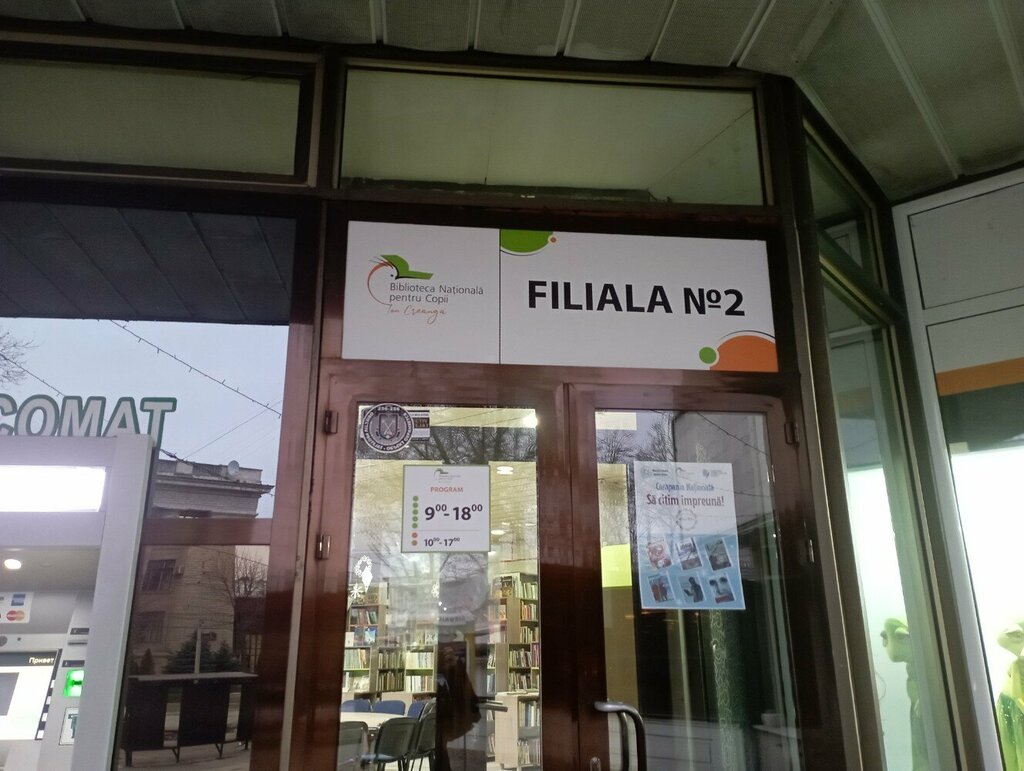 Biblioteca Națională
pentru Copii
Ion Creangă
FILIALA №2
COMAT
PROGRAM
9⁰⁰-18⁰⁰
10⁰⁰-17⁰⁰
Campania Națională
Să citim împreună!
Привет